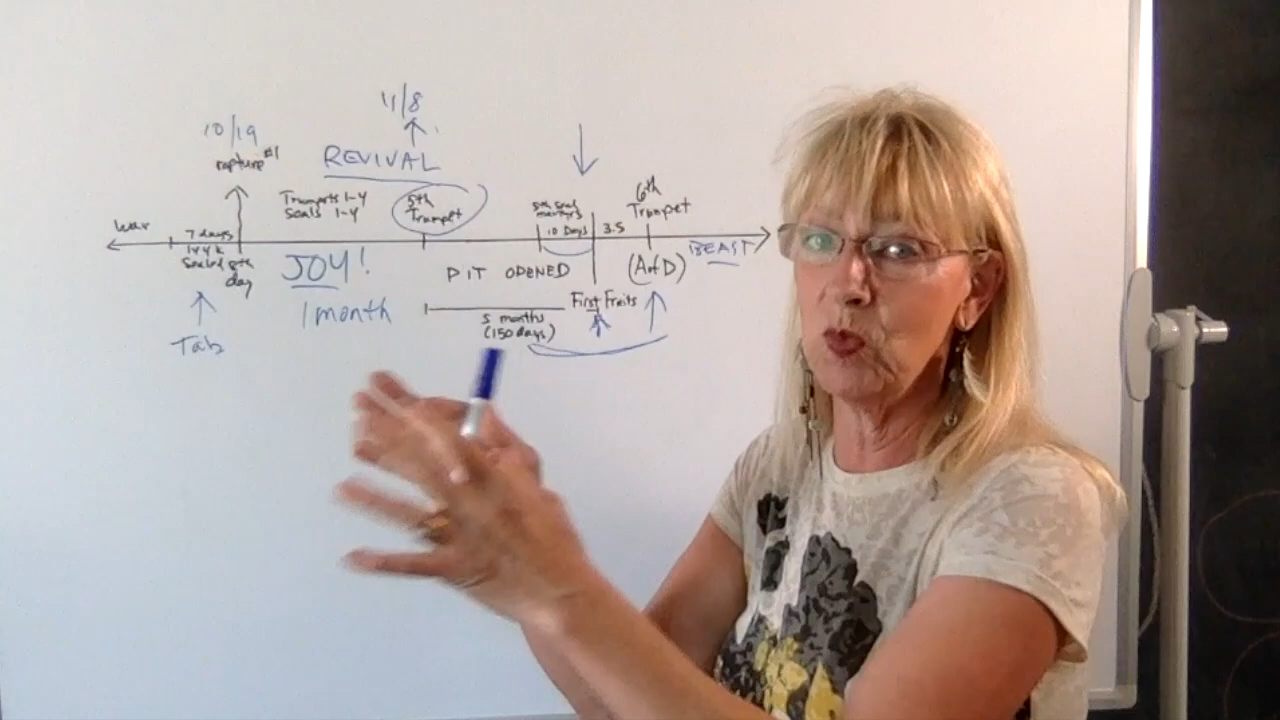 11/8
10/19
rapture #1
REVIVAL
Trumpets 1-4
Seals 1-4
5th
Trumpet
5th Seal
martyrs
6th
Trumpet
war
7 days
10 Days
3.5
144k
Sealed 8th
day
JOY!
PIT OPENED
(AofD)
BEAST
1 month
First Fruits
5 months
(150 days)
Tab